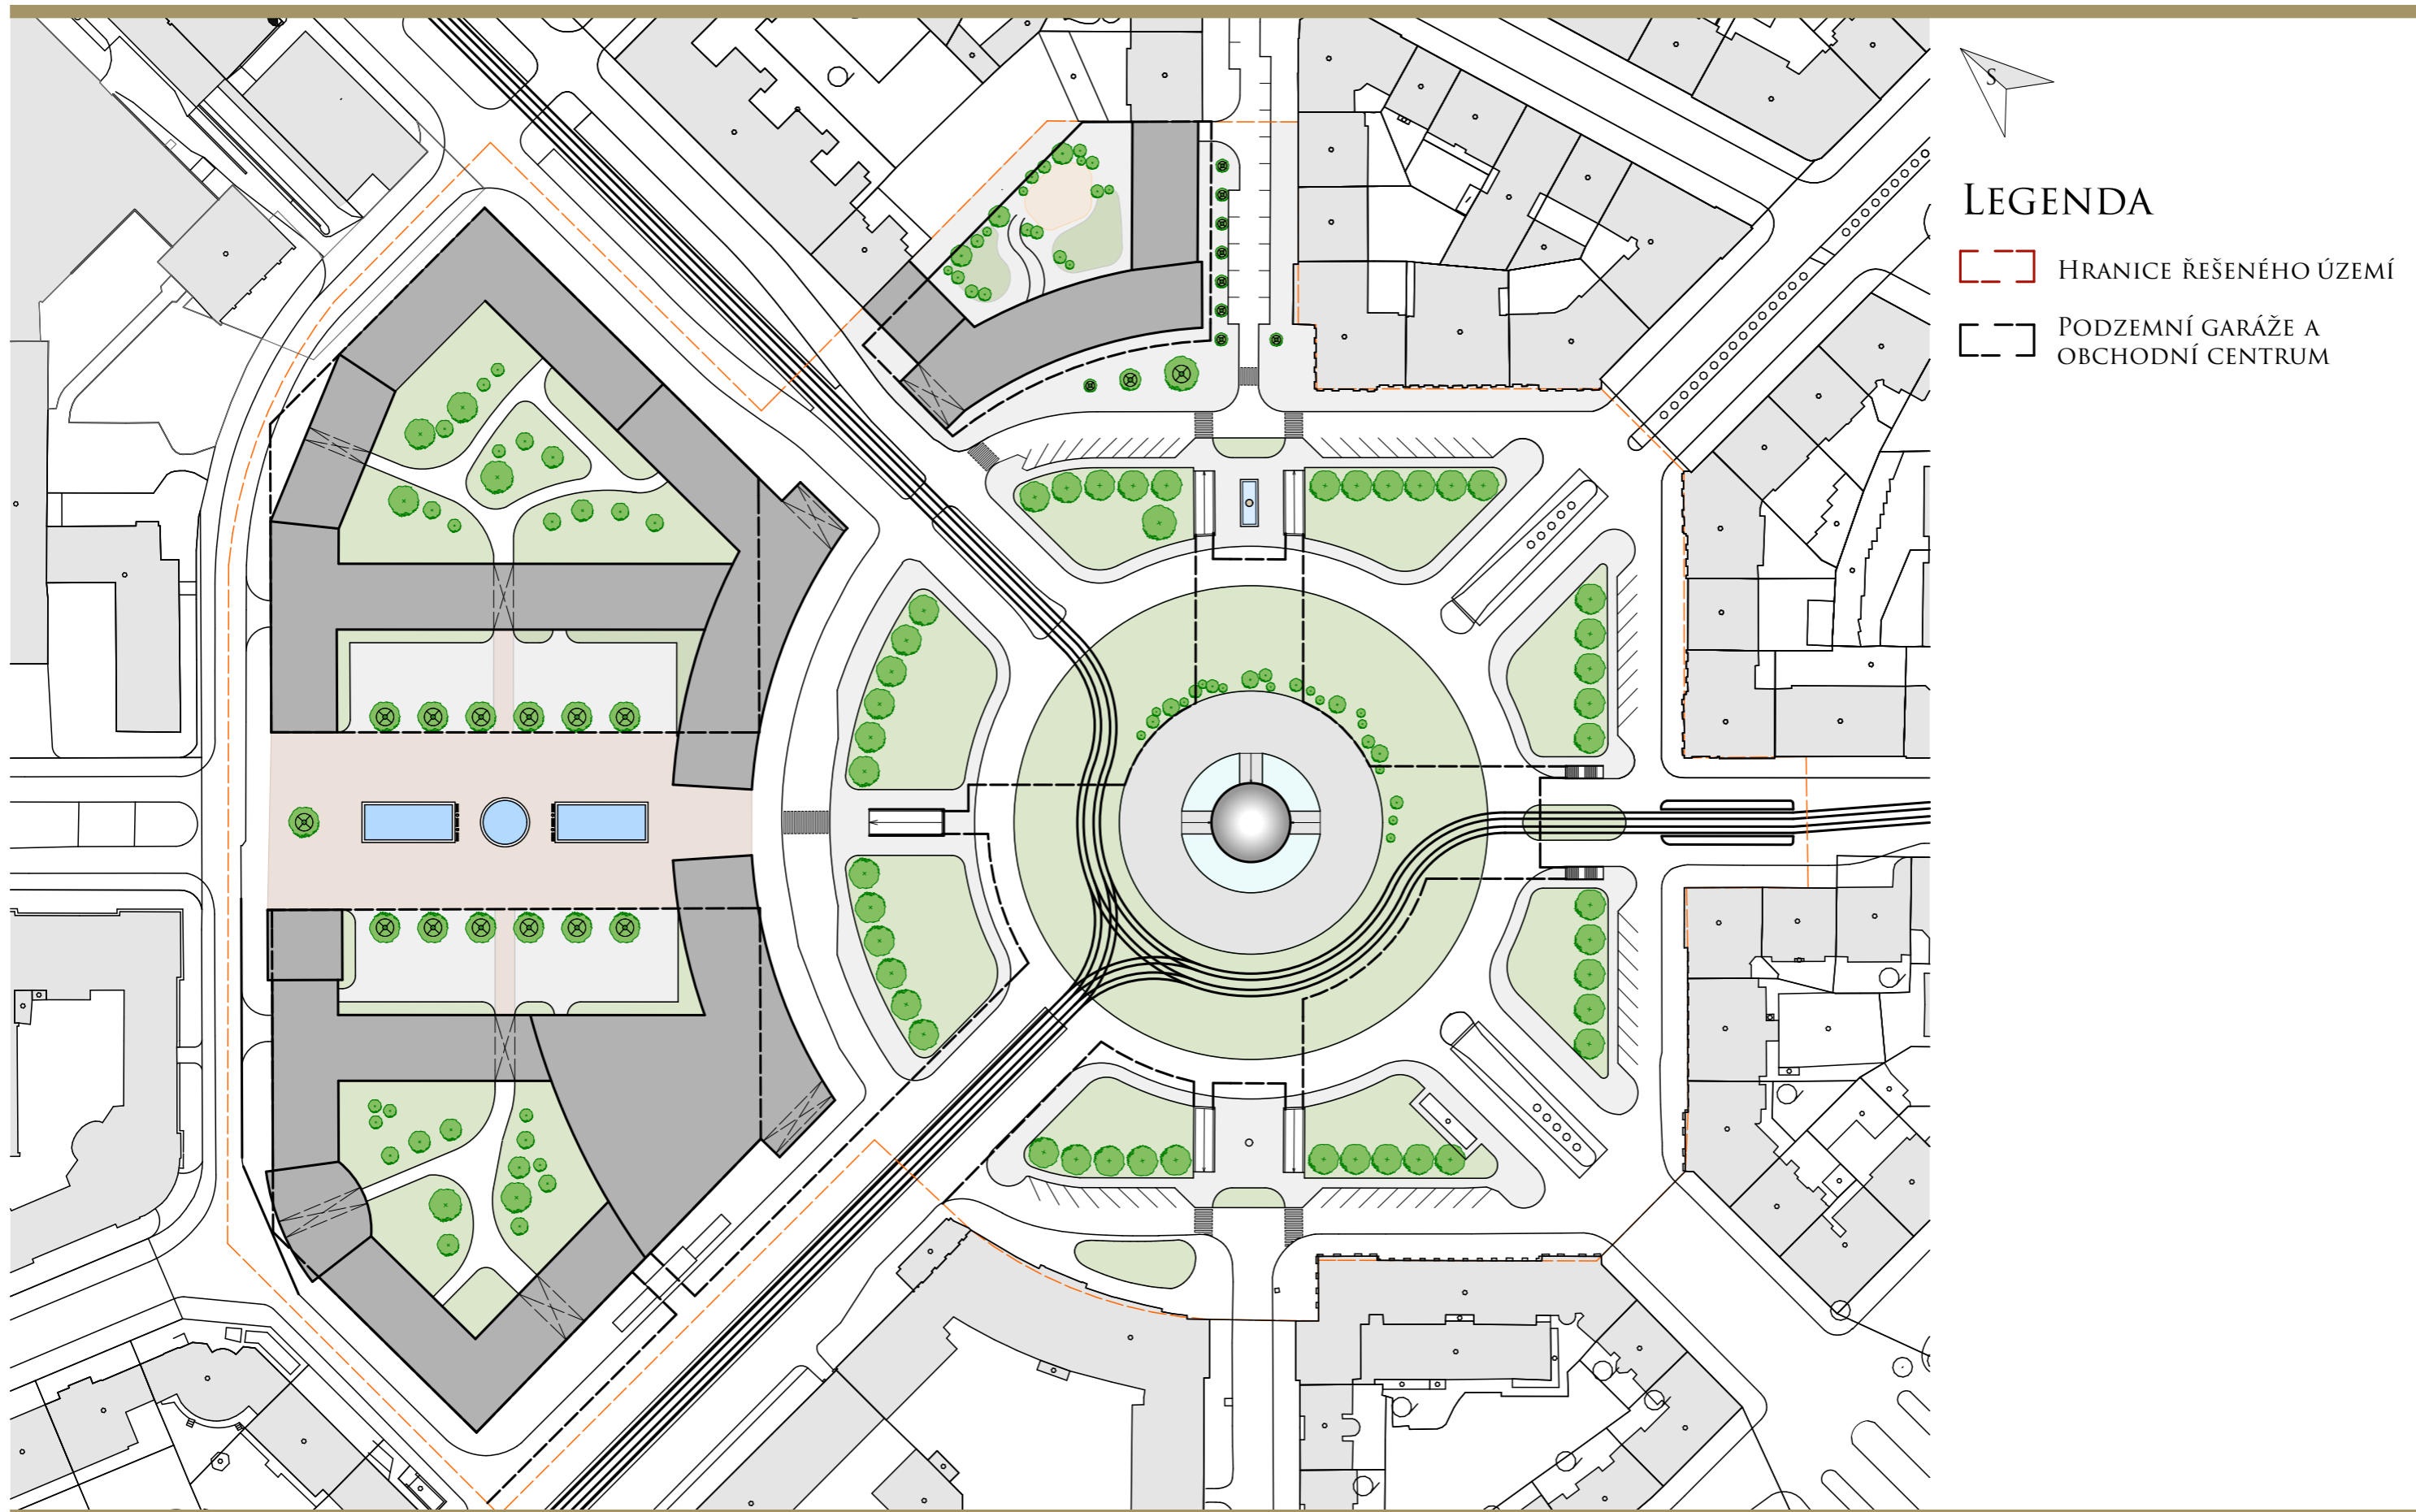 S
LEGENDA
HRANICE ŘEŠENÉHO ÚZEMÍ
PODZEMNÍ GARÁŽE A
OBCHODNÍ CENTRUM